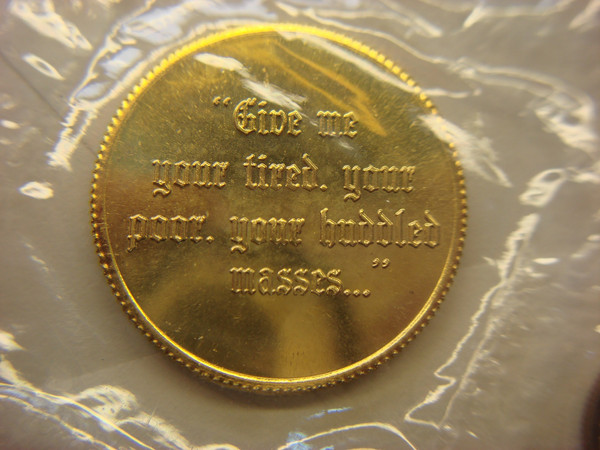 “Give me
your tired. your
poor. your huddled
masses...”